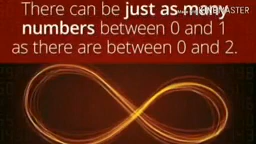 There can be just as many
numbers between 0 and 1
as there are between 0 and 2.